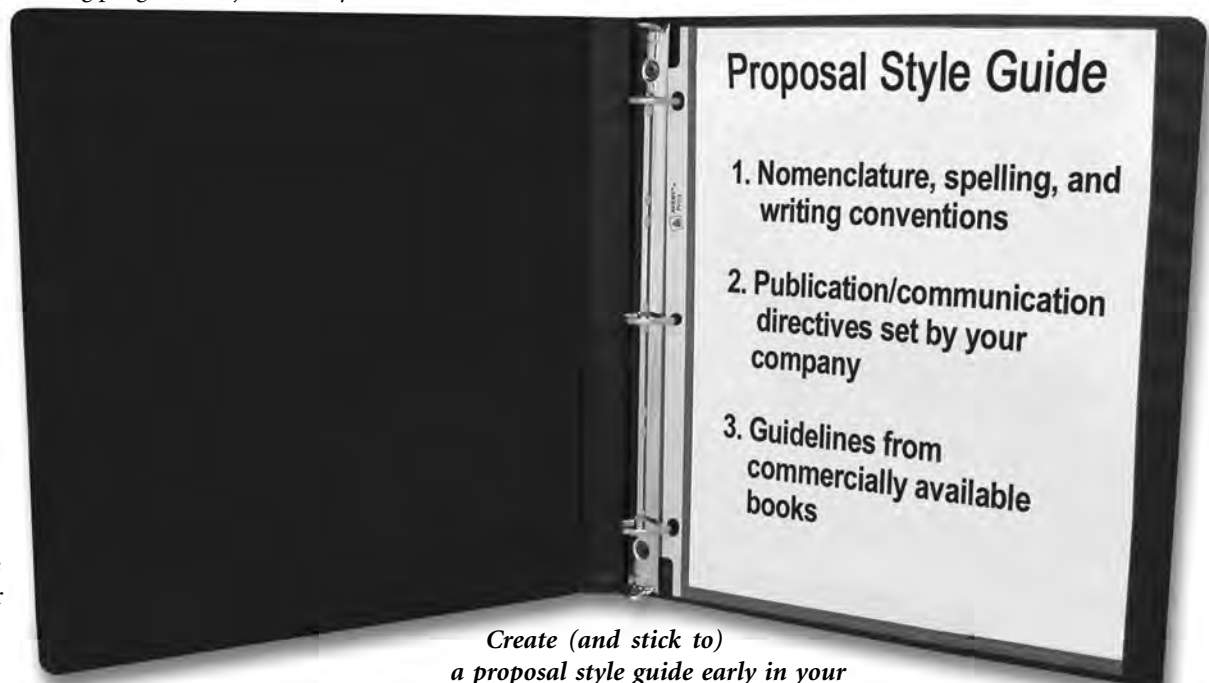 Proposal Style Guide
1. Nomenclature, spelling, and
writing conventions
2. Publication/communication
directives set by your
company
3. Guidelines from
commercially available
books
Create (and stick to)
a proposal style guide early in your